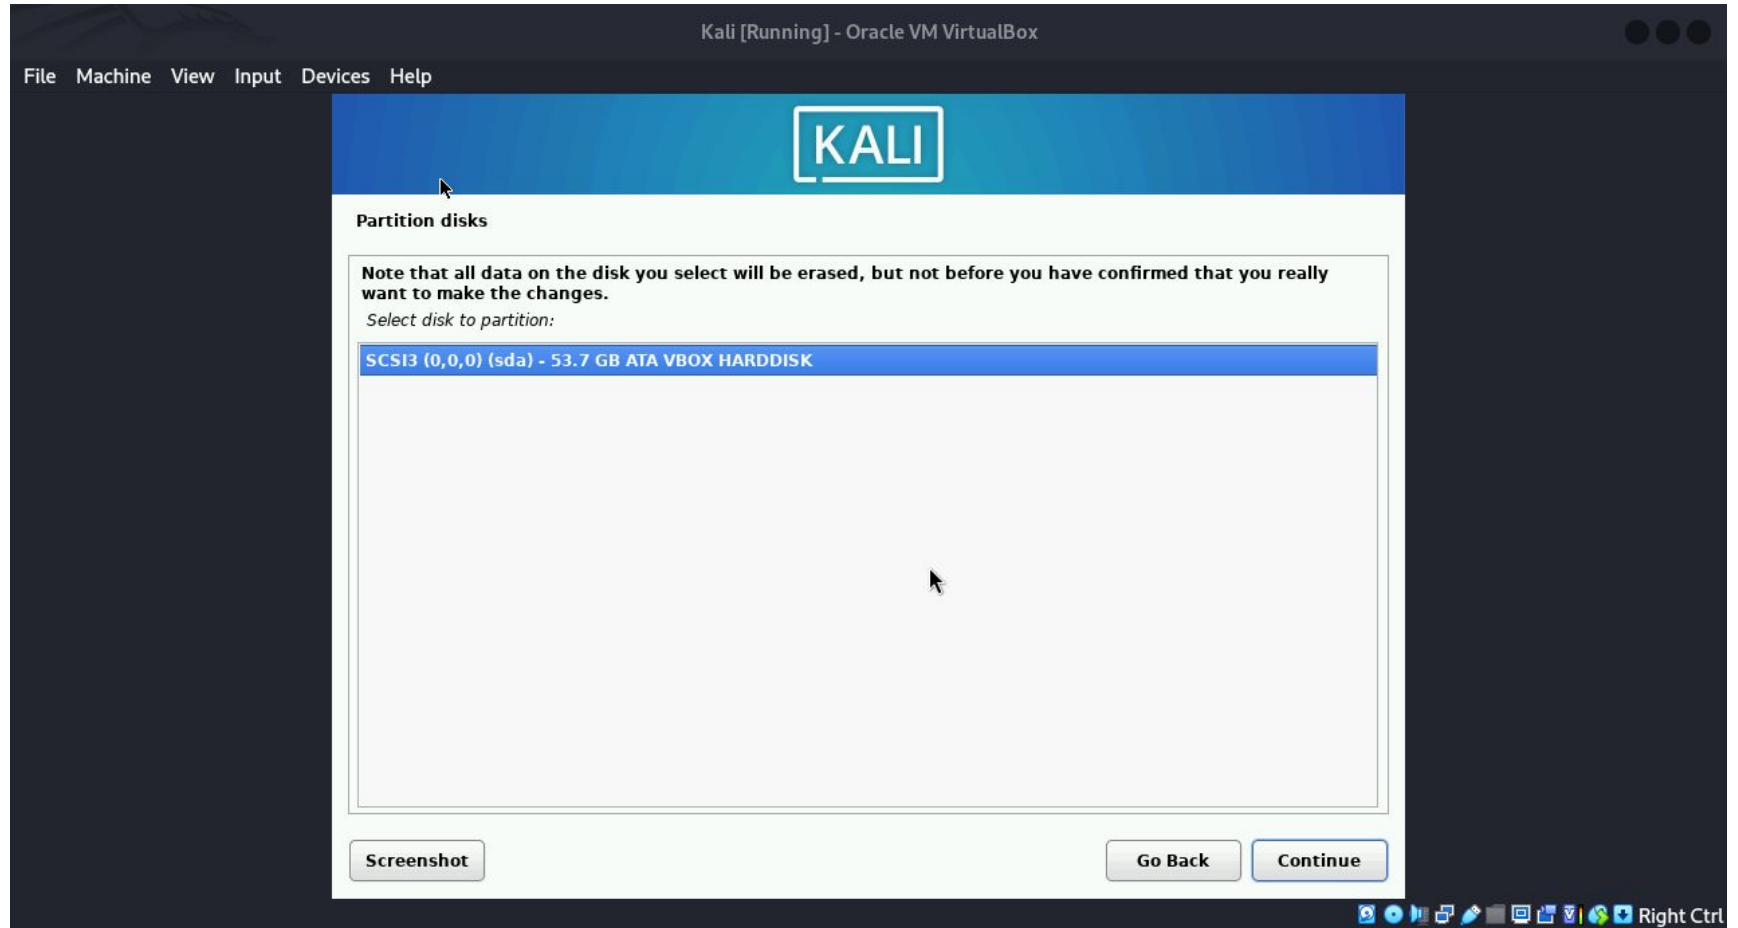 Kali [Running] - Oracle VM VirtualBox
File Machine View Input Devices Help
KALI
Partition disks
Note that all data on the disk you select will be erased, but not before you have confirmed that you really
want to make the changes.
Select disk to partition:
SCSI3 (0,0,0) (sda) - 53.7 GB ATA VBOX HARDDISK
Screenshot Go Back Continue
Right Ctrl